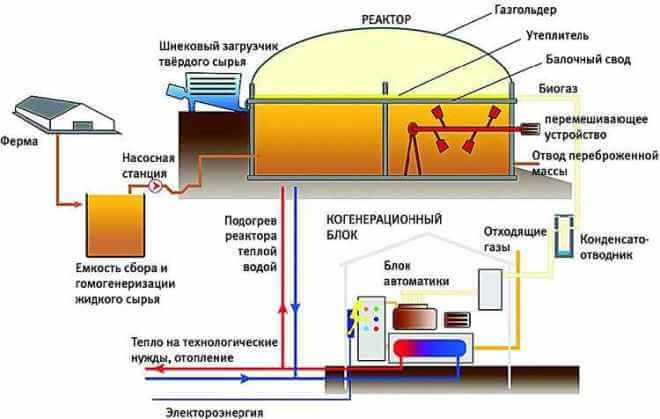 РЕАКТОР
Газгольдер
Утеплитель
Балочный свод
Шнековый загрузчик
твёрдого сырья
Биогаз
перемешивающее
устройство
Ферма
Насосная
станция
Отвод переброженной
массы
Емкость сбора и
гомогенизации
жидкого сырья
Подогрев
реактора
теплой
водой
КОГЕНЕРАЦИОННЫЙ
БЛОК
Отходящие
газы
Конденсато-
отводник
Блок
автоматики
Тепло на технологические
нужды, отопление
Электороэнергия